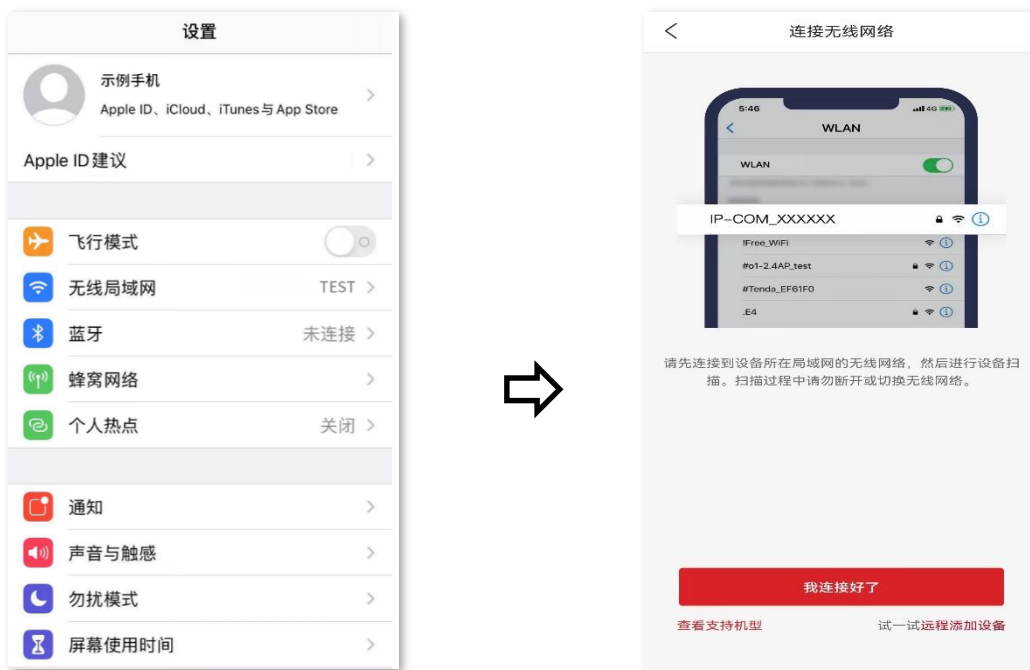 设置
示例手机
Apple ID、iCloud、iTunes与App Store
Apple ID建议
飞行模式
无线局域网 TEST
蓝牙 未连接
蜂窝网络
个人热点 关闭
通知
声音与触感
勿扰模式
屏幕使用时间
连接无线网络
5:46 4G
WLAN
WLAN
IP-COM_XXXXXX
!Free_WiFi
#o1-2.4AP_test
#Tenda_EF61F0
.E4
请先连接到设备所在局域网的无线网络，然后进行设备扫
描。扫描过程中请勿断开或切换无线网络。
我连接好了
查看支持机型 试一试远程添加设备